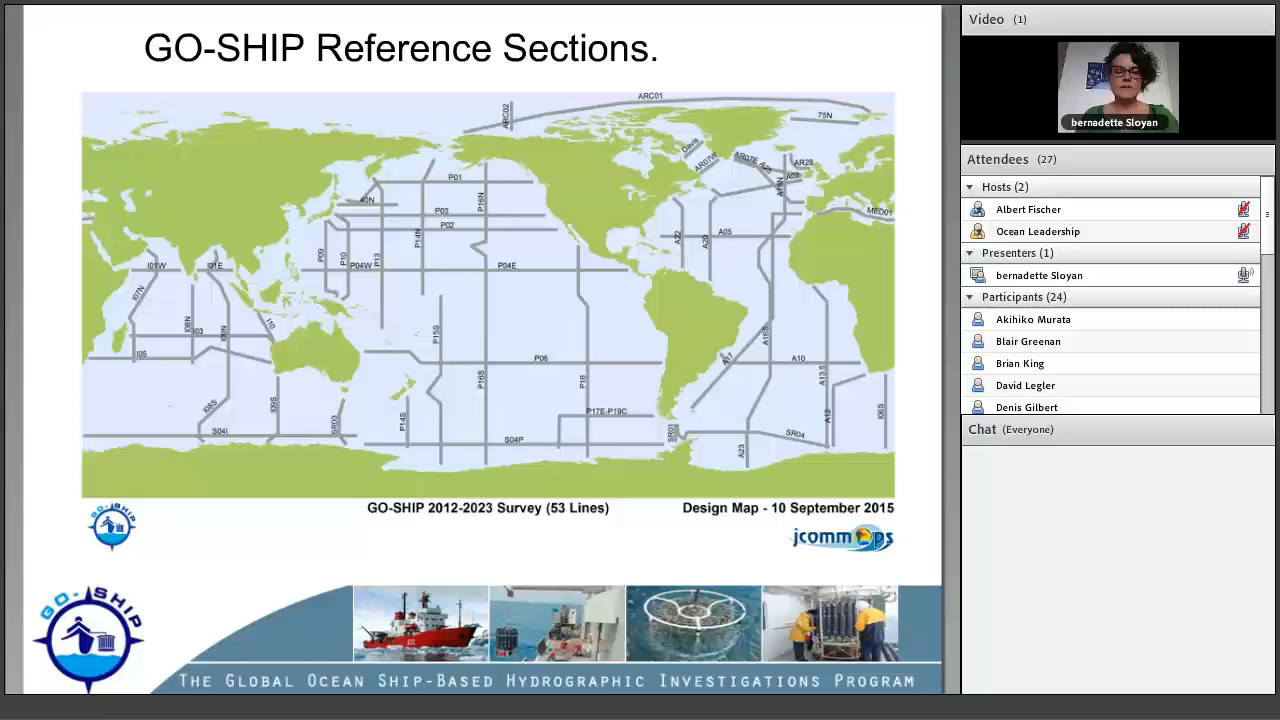 GO-SHIP Reference Sections.
ARC01
ARC02
75N
Davis
AR07W
AR07E A25
AR28
A02
A16N
P01
40N
P16N
MED01
P03
P02
A22
A20
A05
P09
P10
P13
P14N
I01W
I01E
P04W
P04E
I07N
I08N
I03
I10
P15S
A16S
I05
P06
A17
A10
P16S
P18
A13.5
I08S
I09S
SR03
P14S
P17E-P19C
A12
I06S
S04I
S04P
SR01
SR04
A23
GO-SHIP 2012-2023 Survey (53 Lines)
Design Map - 10 September 2015
GO-SHIP
jcommops
GO-SHIP
THE GLOBAL OCEAN SHIP-BASED HYDROGRAPHIC INVESTIGATIONS PROGRAM
Video (1)
bernadette Sloyan
Attendees (27)
Hosts (2)
Albert Fischer
Ocean Leadership
Presenters (1)
bernadette Sloyan
Participants (24)
Akihiko Murata
Blair Greenan
Brian King
David Legler
Denis Gilbert
Chat (Everyone)